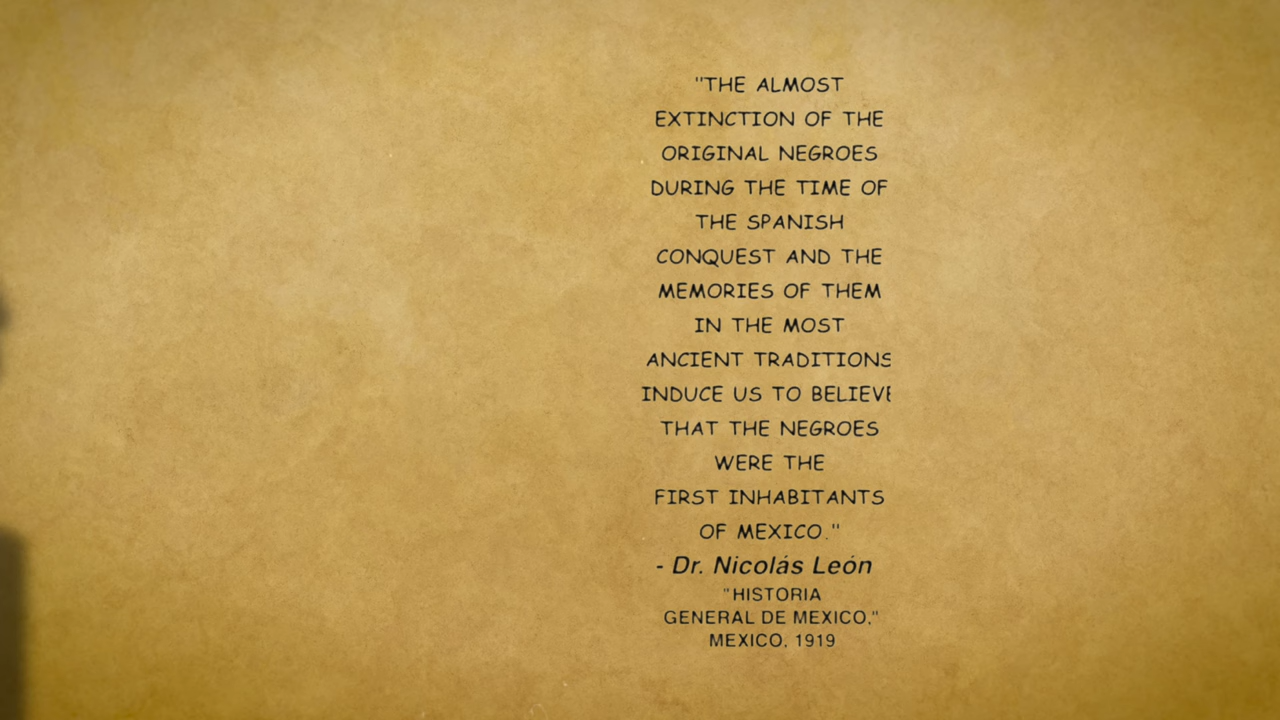 "THE ALMOST
EXTINCTION OF THE
ORIGINAL NEGROES
DURING THE TIME OF
THE SPANISH
CONQUEST AND THE
MEMORIES OF THEM
IN THE MOST
ANCIENT TRADITIONS
INDUCE US TO BELIEVE
THAT THE NEGROES
WERE THE
FIRST INHABITANTS
OF MEXICO."
- Dr. Nicolás León
"HISTORIA
GENERAL DE MEXICO,"
MEXICO, 1919